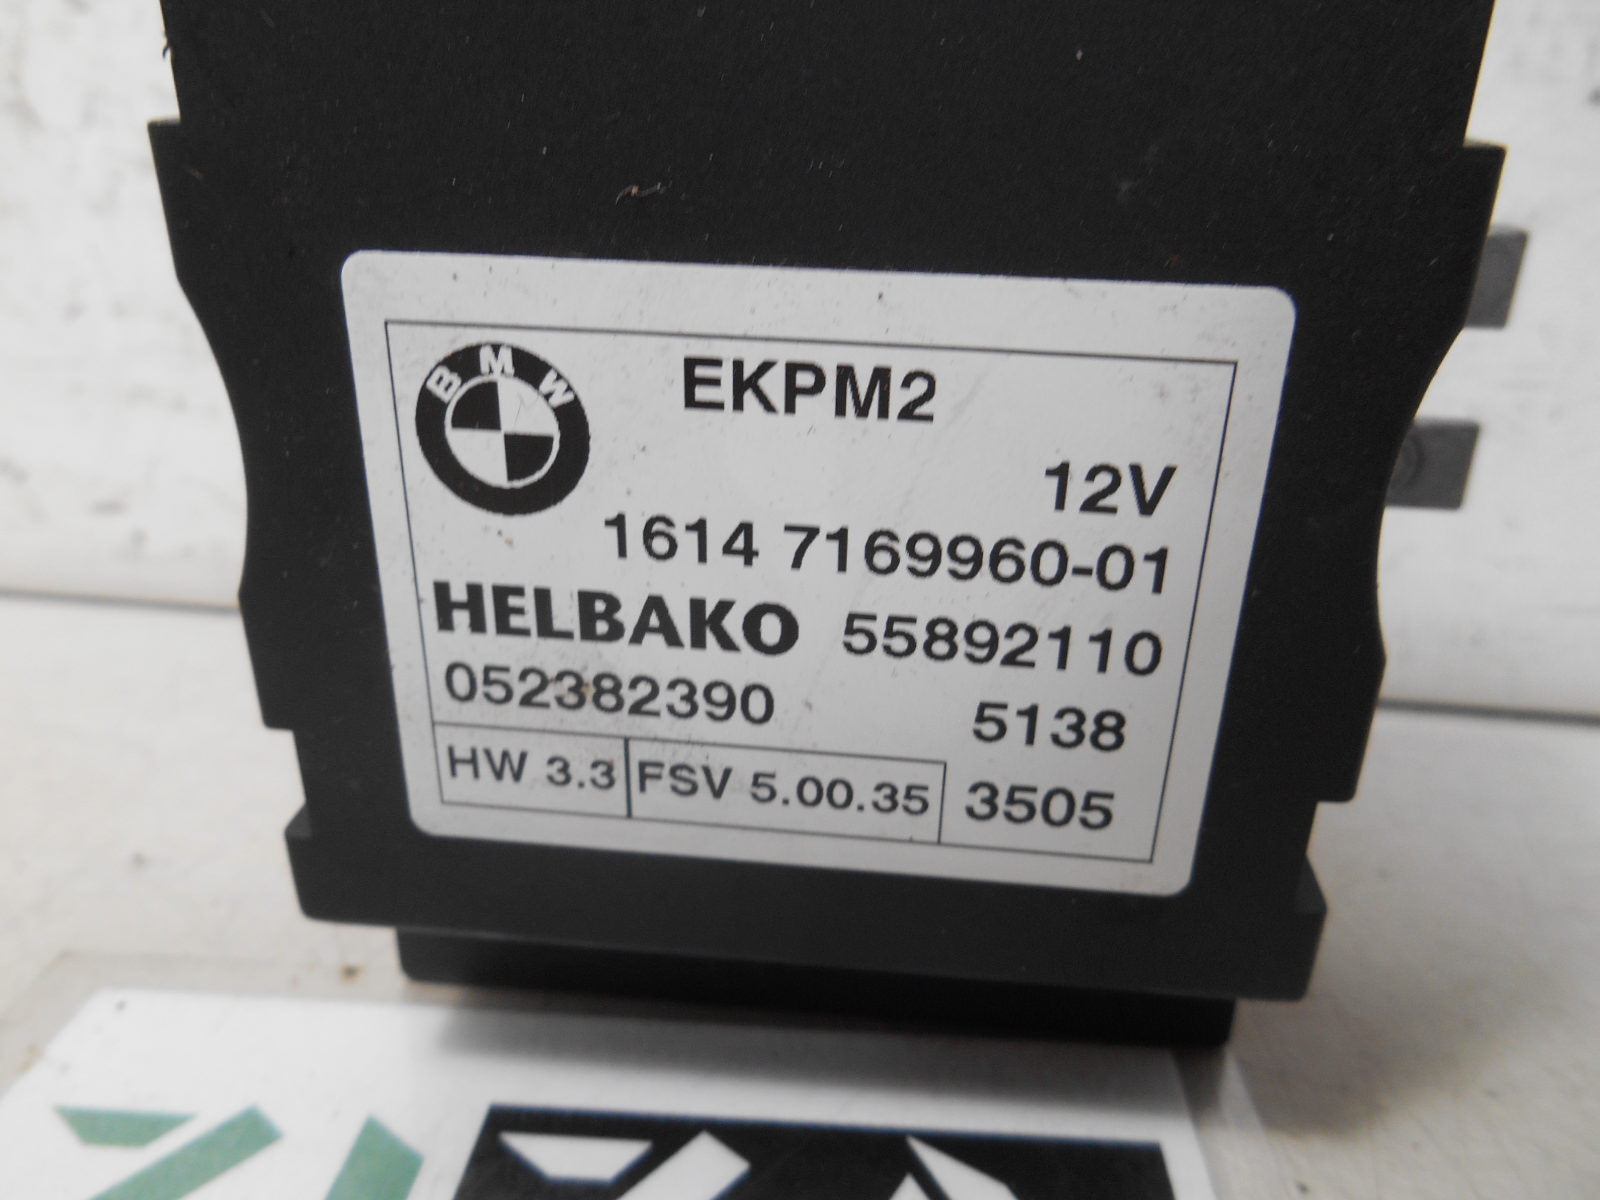 BMW
EKPM2
12V
1614 7169960-01
HELBAKO 55892110
052382390 5138
HW 3.3 FSV 5.00.35 3505